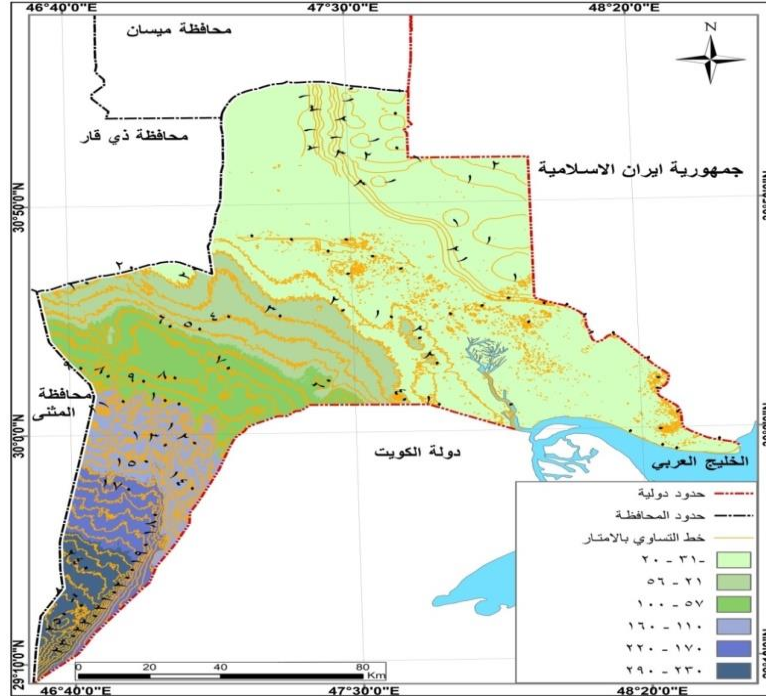 46°40'0"E 47°30'0"E 48°20'0"E
محافظة ميسان
محافظة ذي قار
جمهورية ايران الاسلامية
30°50'0"N
محافظة
المثنى
30°0'0"N
دولة الكويت
الخليج العربي
حدود دولية
حدود المحافظة
خط التساوي بالامتار
-٣١ - ٢٠
٢١ - ٥٦
٥٧ - ١٠٠
١١٠ - ١٦٠
١٧٠ - ٢٢٠
٢٣٠ - ٢٩٠
29°10'0"N
0 20 40 80
Km
46°40'0"E 47°30'0"E 48°20'0"E